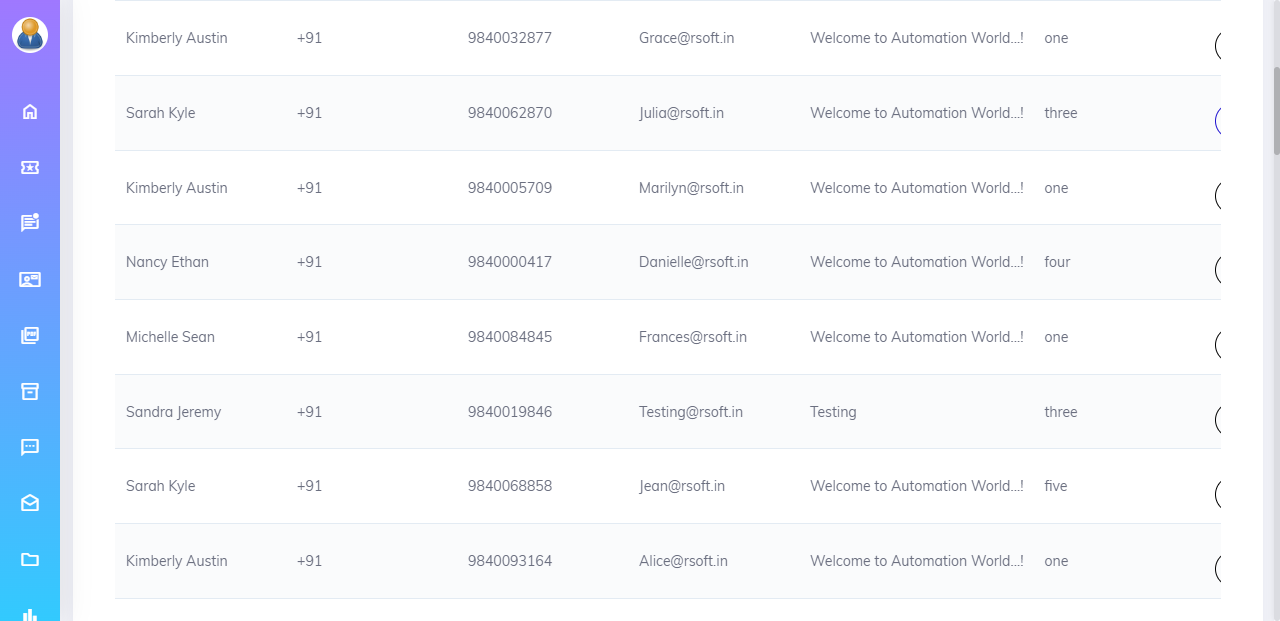 Kimberly Austin +91 9840032877 Grace@rsoft.in Welcome to Automation World...! one
Sarah Kyle +91 9840062870 Julia@rsoft.in Welcome to Automation World...! three
Kimberly Austin +91 9840005709 Marilyn@rsoft.in Welcome to Automation World...! one
Nancy Ethan +91 9840000417 Danielle@rsoft.in Welcome to Automation World...! four
Michelle Sean +91 9840084845 Frances@rsoft.in Welcome to Automation World...! one
Sandra Jeremy +91 9840019846 Testing@rsoft.in Testing three
Sarah Kyle +91 9840068858 Jean@rsoft.in Welcome to Automation World...! five
Kimberly Austin +91 9840093164 Alice@rsoft.in Welcome to Automation World...! one